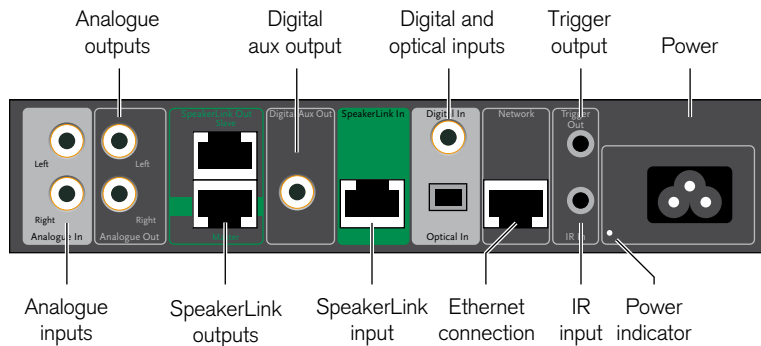 Analogue
outputs
Digital
aux output
Digital and
optical inputs
Trigger
output
Power
SpeakerLink Out
Slave
Digital Aux Out
SpeakerLink In
Digital In
Network
Trigger
Out
Left
Left
Right
Right
Analogue In
Analogue Out
Master
Optical In
IR In
Analogue
inputs
SpeakerLink
outputs
SpeakerLink
input
Ethernet
connection
IR
input
Power
indicator